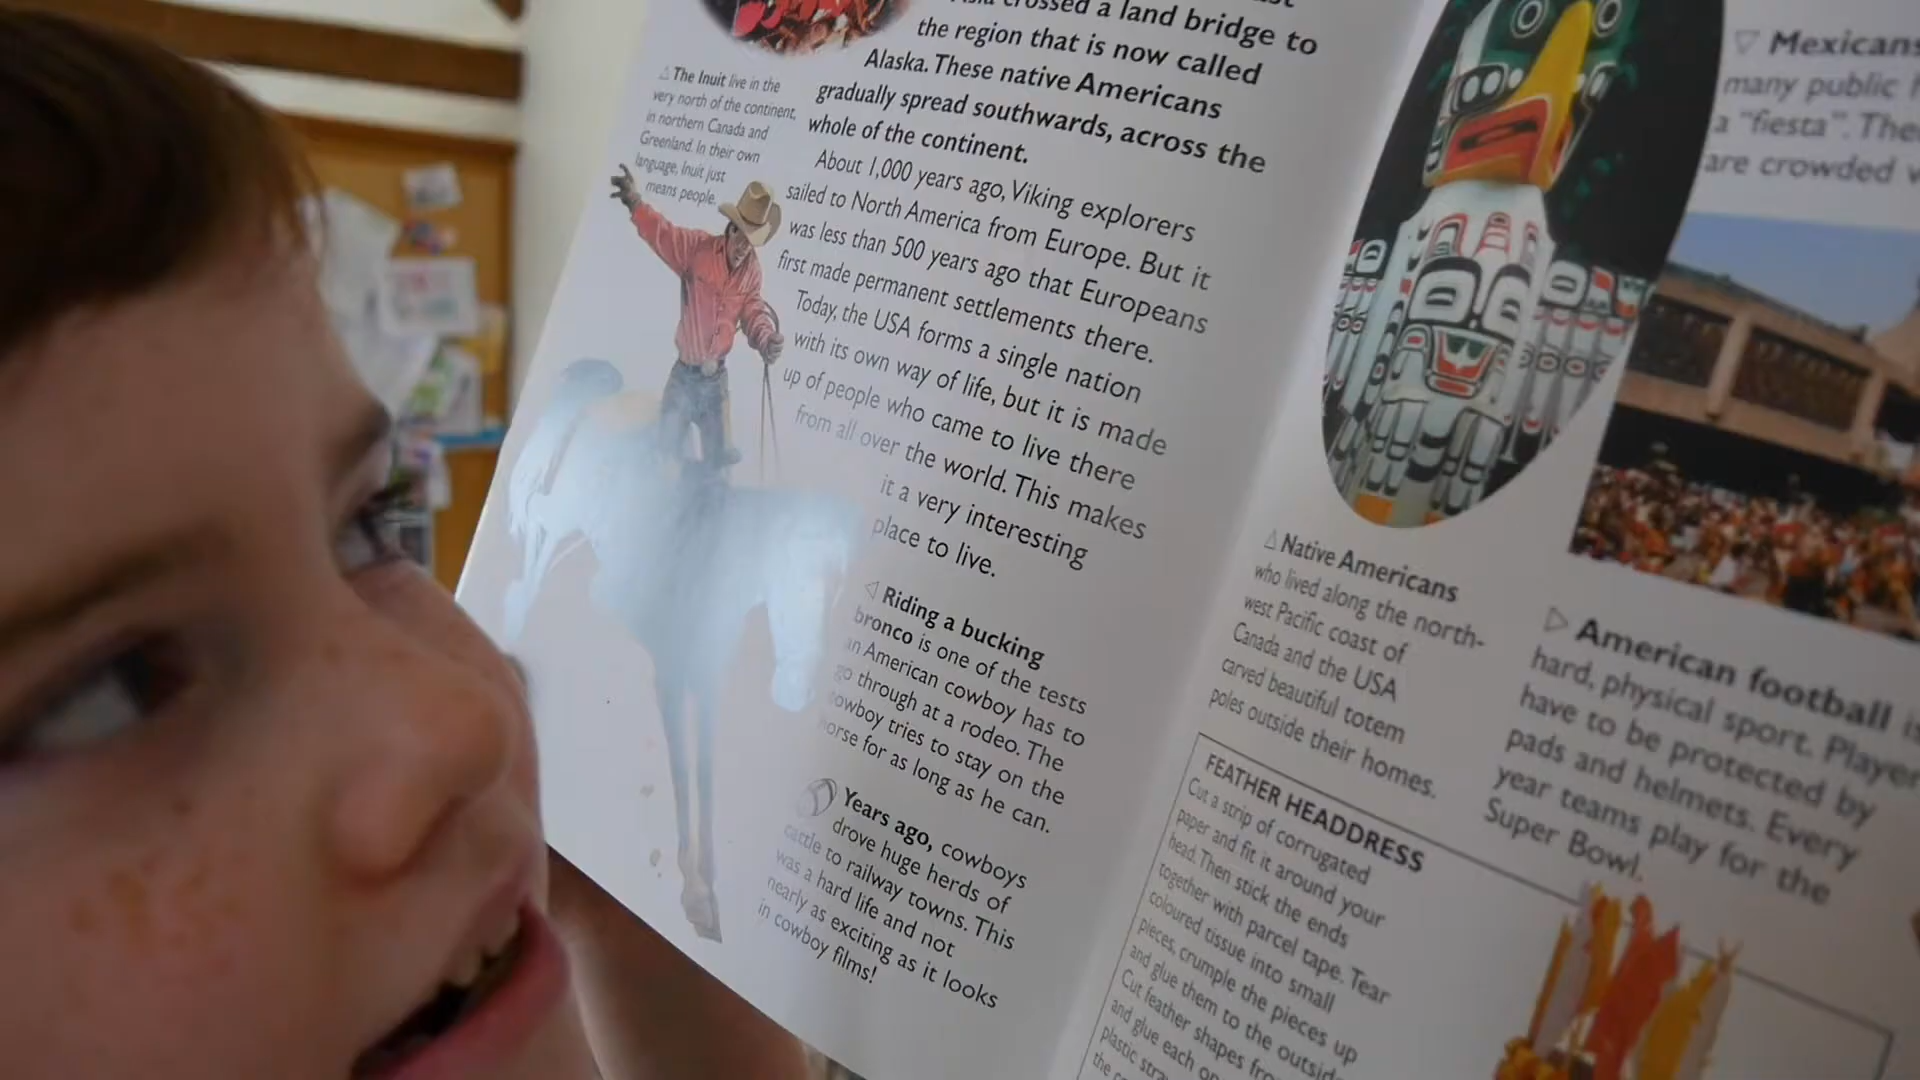 crossed a land bridge to
the region that is now called
Alaska. These native Americans
gradually spread southwards, across the
whole of the continent.
About 1,000 years ago, Viking explorers
sailed to North America from Europe. But it
was less than 500 years ago that Europeans
first made permanent settlements there.
Today, the USA forms a single nation
with its own way of life, but it is made
up of people who came to live there
from all over the world. This makes
it a very interesting
place to live.
△ The Inuit live in the
very north of the continent,
in northern Canada and
Greenland. In their own
language, Inuit just
means people.
◁ Riding a bucking
bronco is one of the tests
an American cowboy has to
go through at a rodeo. The
cowboy tries to stay on the
horse for as long as he can.
Years ago, cowboys
drove huge herds of
cattle to railway towns. This
was a hard life and not
nearly as exciting as it looks
in cowboy films!
△ Native Americans
who lived along the north-
west Pacific coast of
Canada and the USA
carved beautiful totem
poles outside their homes.
FEATHER HEADDRESS
Cut a strip of corrugated
paper and fit it around your
head. Then stick the ends
together with parcel tape. Tear
coloured tissue into small
pieces, crumple the pieces up
and glue them to the outside
Cut feather shapes
and glue each
plastic
the
▽ Mexicans
many public
a "fiesta".
are crowded
▷ American football
hard, physical sport.
have to be protected by
pads and helmets. Every
year teams play for the
Super Bowl.